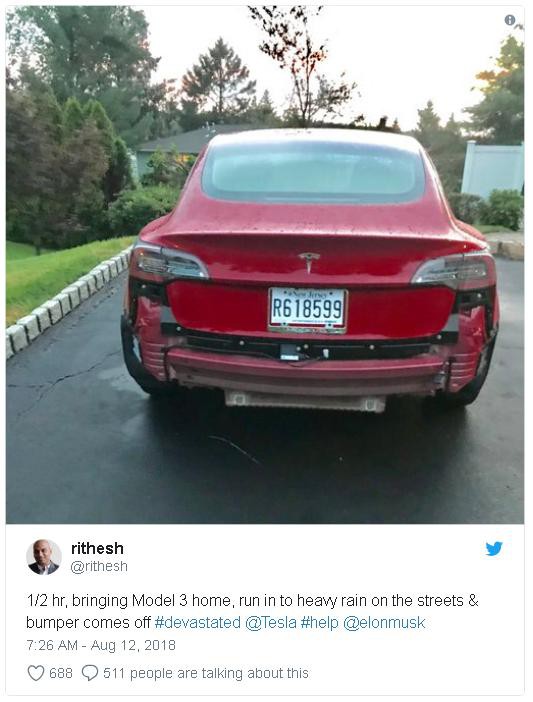 New Jersey
R618599
rithesh
@rithesh
1/2 hr, bringing Model 3 home, run in to heavy rain on the streets &
bumper comes off #devastated @Tesla #help @elonmusk
7:26 AM - Aug 12, 2018
688 511 people are talking about this